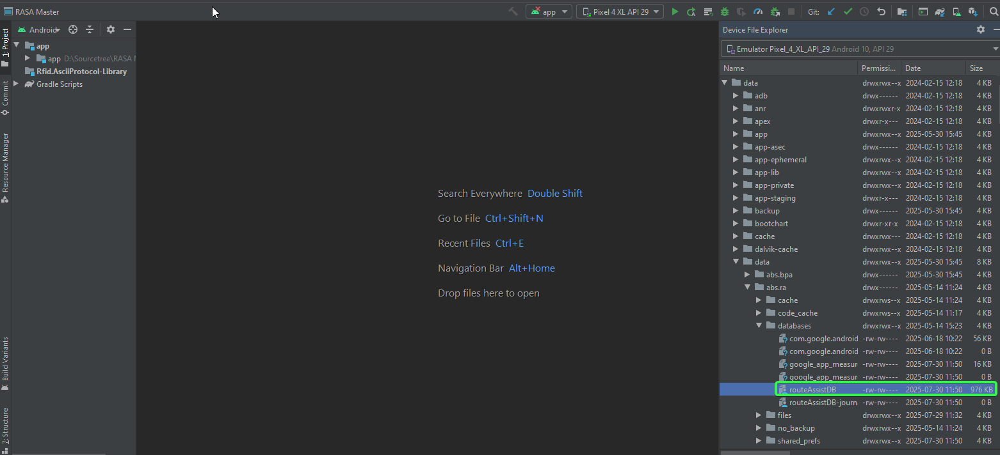 RASA Master
app
Pixel 4 XL API 29
Git:
Android
1: Project
Commit
Resource Manager
Build Variants
7: Structure
app
app D:\Sourcetree\RASA
Rfid.AsciiProtocol-Library
Gradle Scripts
Search Everywhere Double Shift
Go to File Ctrl+Shift+N
Recent Files Ctrl+E
Navigation Bar Alt+Home
Drop files here to open
Device File Explorer
Emulator Pixel_4_XL_API_29 Android 10, API 29
Name Permissi... Date Size
data drwxrwx--x 2024-02-15 12:18 4 KB
adb drwx------ 2024-02-15 12:18 4 KB
anr drwxrwxr-x 2024-02-15 12:18 4 KB
apex drwxr-x--- 2024-02-15 12:18 4 KB
app drwxrwx--x 2025-05-30 15:45 4 KB
app-asec drwx------ 2024-02-15 12:18 4 KB
app-ephemeral drwxrwx--x 2024-02-15 12:18 4 KB
app-lib drwxrwx--x 2024-02-15 12:18 4 KB
app-private drwxrwx--x 2024-02-15 12:18 4 KB
app-staging drwxr-x--- 2024-02-15 12:18 4 KB
backup drwx------ 2025-05-30 15:45 4 KB
bootchart drwxr-xr-x 2024-02-15 12:18 4 KB
cache drwxrwx--- 2024-02-15 12:18 4 KB
dalvik-cache drwxrwx--x 2024-02-15 12:18 4 KB
data drwxrwx--x 2025-05-30 15:45 8 KB
abs.bpa drwx------ 2025-05-30 15:45 4 KB
abs.ra drwx------ 2025-05-14 11:24 4 KB
cache drwxrws--x 2025-05-14 11:24 4 KB
code_cache drwxrws--x 2025-05-14 11:17 4 KB
databases drwxrwx--x 2025-05-14 15:23 4 KB
com.google.android -rw-rw---- 2025-06-18 10:22 56 KB
com.google.android -rw-rw---- 2025-06-18 10:22 0 B
google_app_measur -rw-rw---- 2025-07-30 11:50 16 KB
google_app_measur -rw-rw---- 2025-07-30 11:50 0 B
routeAssistDB -rw-rw---- 2025-07-30 11:50 976 KB
routeAssistDB-journ -rw-rw---- 2025-07-30 11:50 0 B
files drwxrwx--x 2025-07-29 11:32 4 KB
no_backup drwxrwx--x 2025-05-14 11:24 4 KB
shared_prefs drwxrwx--x 2025-07-30 11:50 4 KB